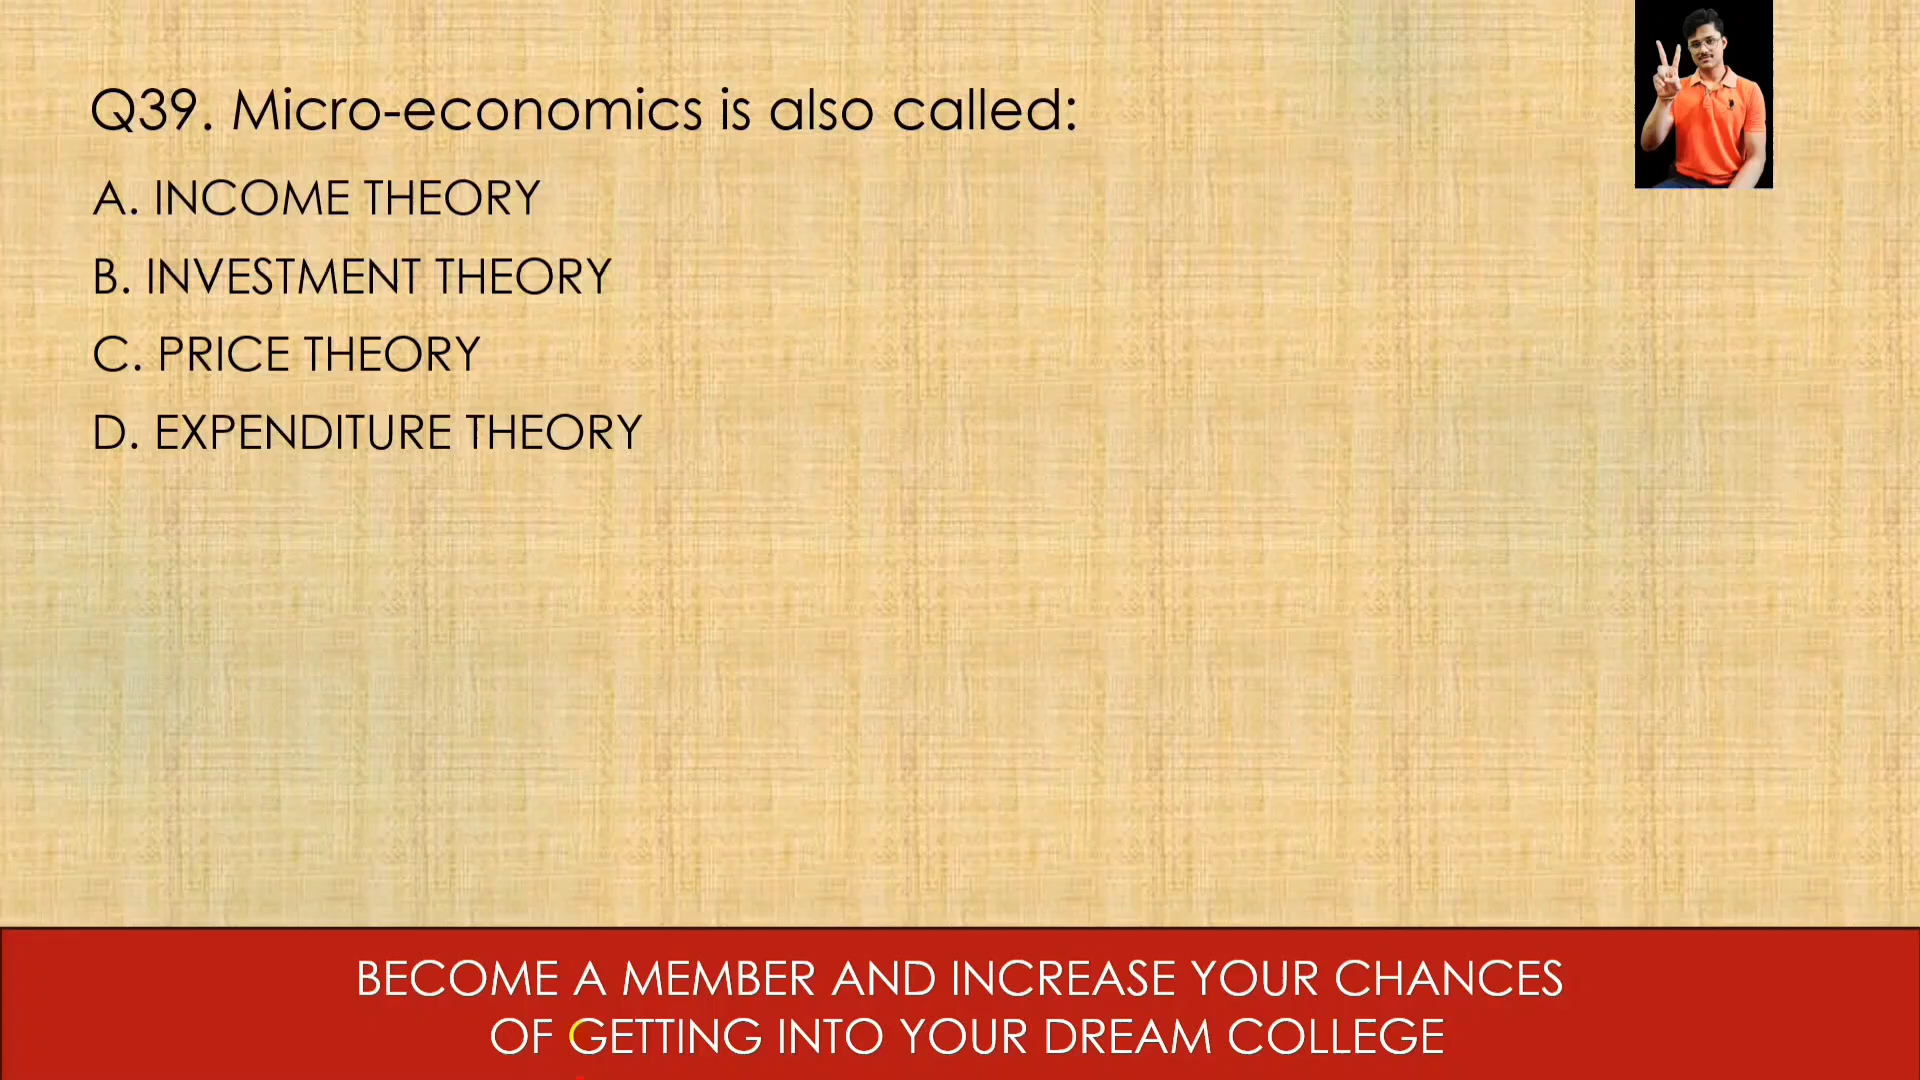 Q39. Micro-economics is also called:
A. INCOME THEORY
B. INVESTMENT THEORY
C. PRICE THEORY
D. EXPENDITURE THEORY
BECOME A MEMBER AND INCREASE YOUR CHANCES
OF GETTING INTO YOUR DREAM COLLEGE